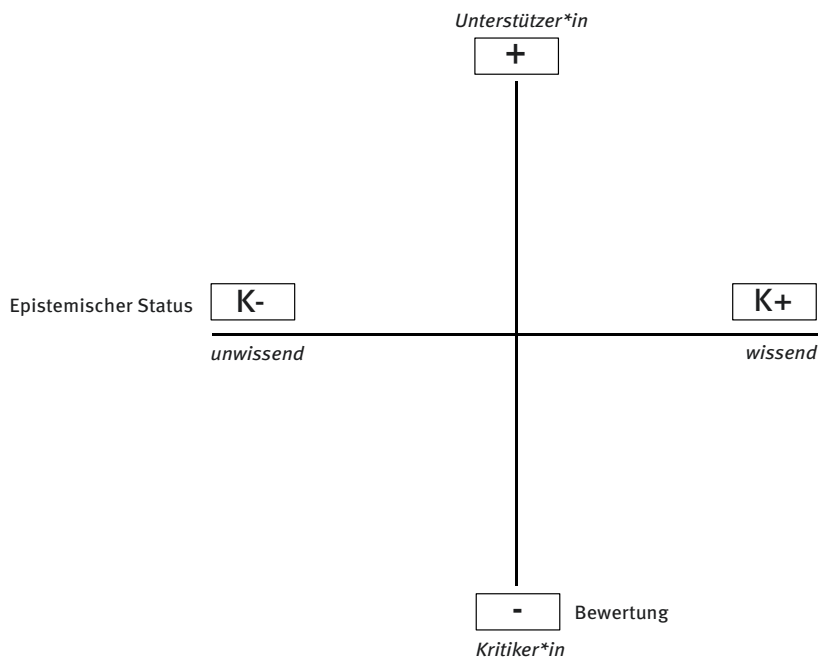 Unterstützer*in
+
Epistemischer Status K- K+
unwissend wissend
- Bewertung
Kritiker*in